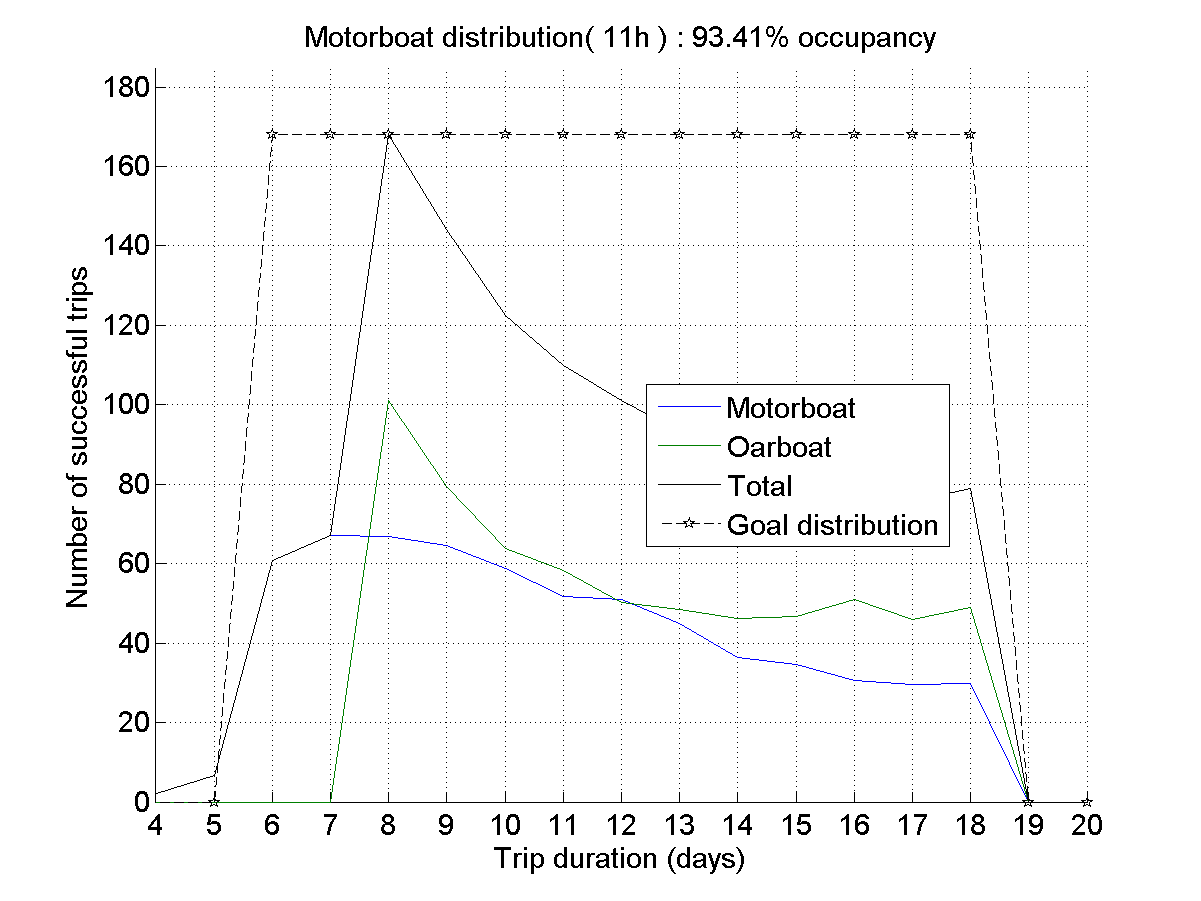 Motorboat distribution( 11h ) : 93.41% occupancy
180
160
140
120
100
80
60
40
20
0
Number of successful trips
Motorboat
Oarboat
Total
Goal distribution
4 5 6 7 8 9 10 11 12 13 14 15 16 17 18 19 20
Trip duration (days)